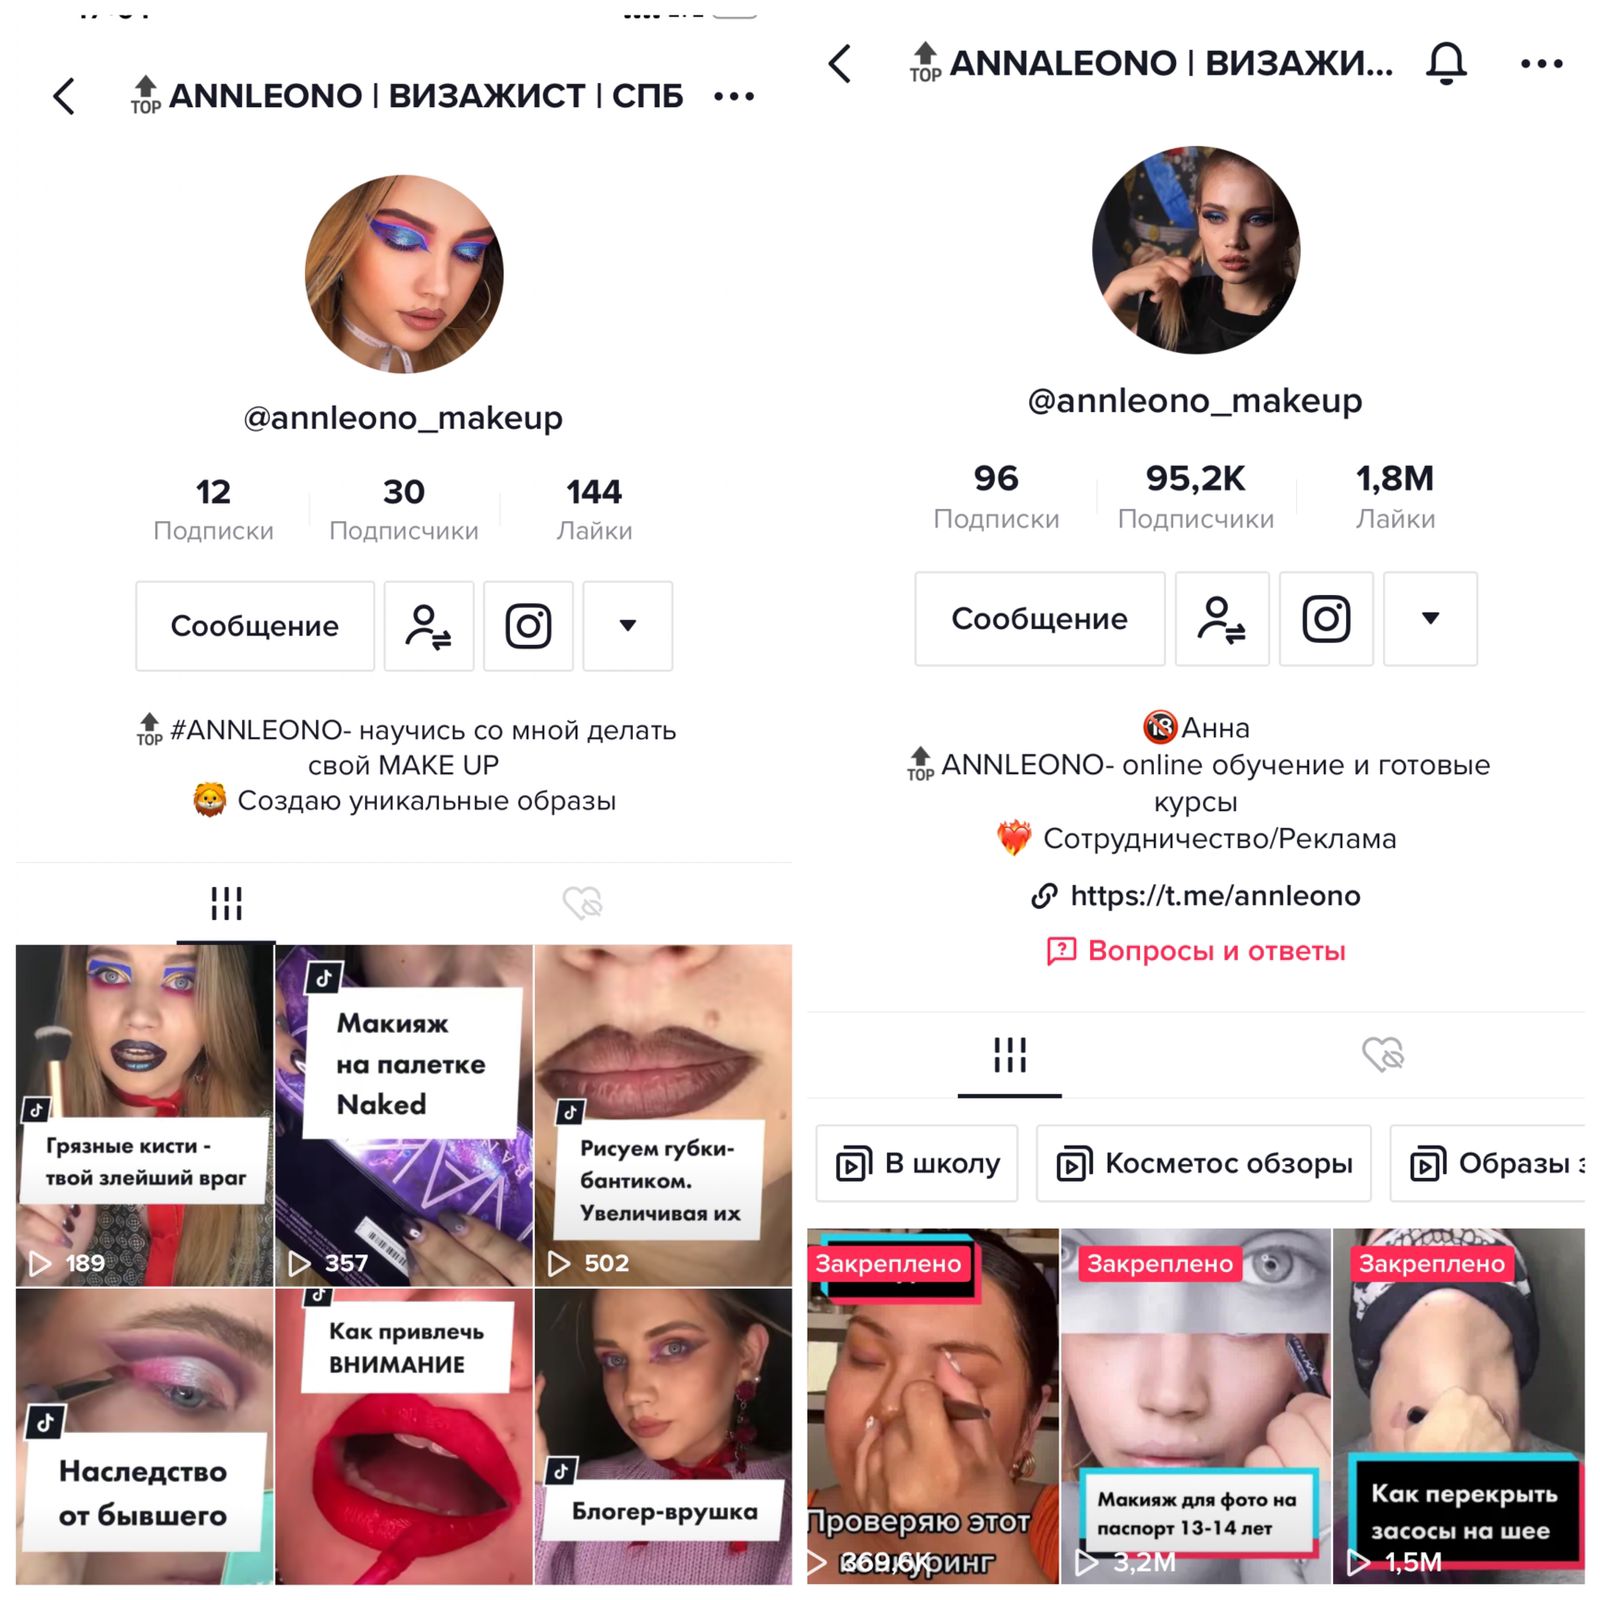 TOP ANNLEONO | ВИЗАЖИСТ | СПБ
@annleono_makeup
12 30 144
Подписки Подписчики Лайки
Сообщение
TOP #ANNLEONO- научись со мной делать
свой MAKE UP
Создаю уникальные образы
Грязные кисти -
твой злейший враг
189
Макияж
на палетке
Naked
357
Рисуем губки-
бантиком.
Увеличивая их
502
Наследство
от бывшего
Как привлечь
ВНИМАНИЕ
Блогер-врушка
TOP ANNALEONO | ВИЗАЖИ...
@annleono_makeup
96 95,2K 1,8M
Подписки Подписчики Лайки
Сообщение
18 Анна
TOP ANNLEONO- online обучение и готовые
курсы
Сотрудничество/Реклама
https://t.me/annleono
Вопросы и ответы
В школу Косметос обзоры Образы
Закреплено
Проверяю этот
369,6K
Закреплено
Макияж для фото на
паспорт 13-14 лет
3,2M
Закреплено
Как перекрыть
засосы на шее
1,5M